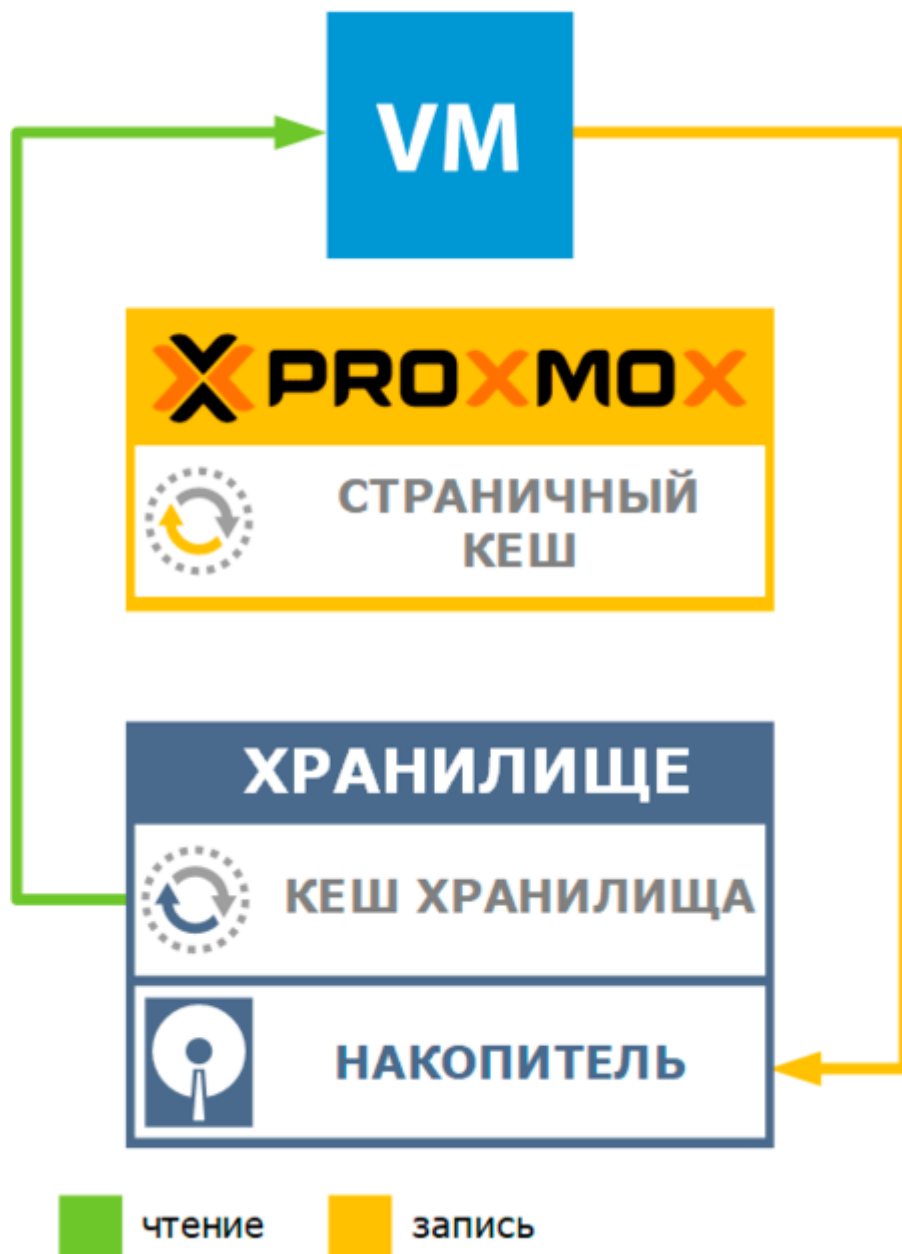 VM
PROXMOX
СТРАНИЧНЫЙ
КЕШ
ХРАНИЛИЩЕ
КЕШ ХРАНИЛИЩА
НАКОПИТЕЛЬ
чтение запись